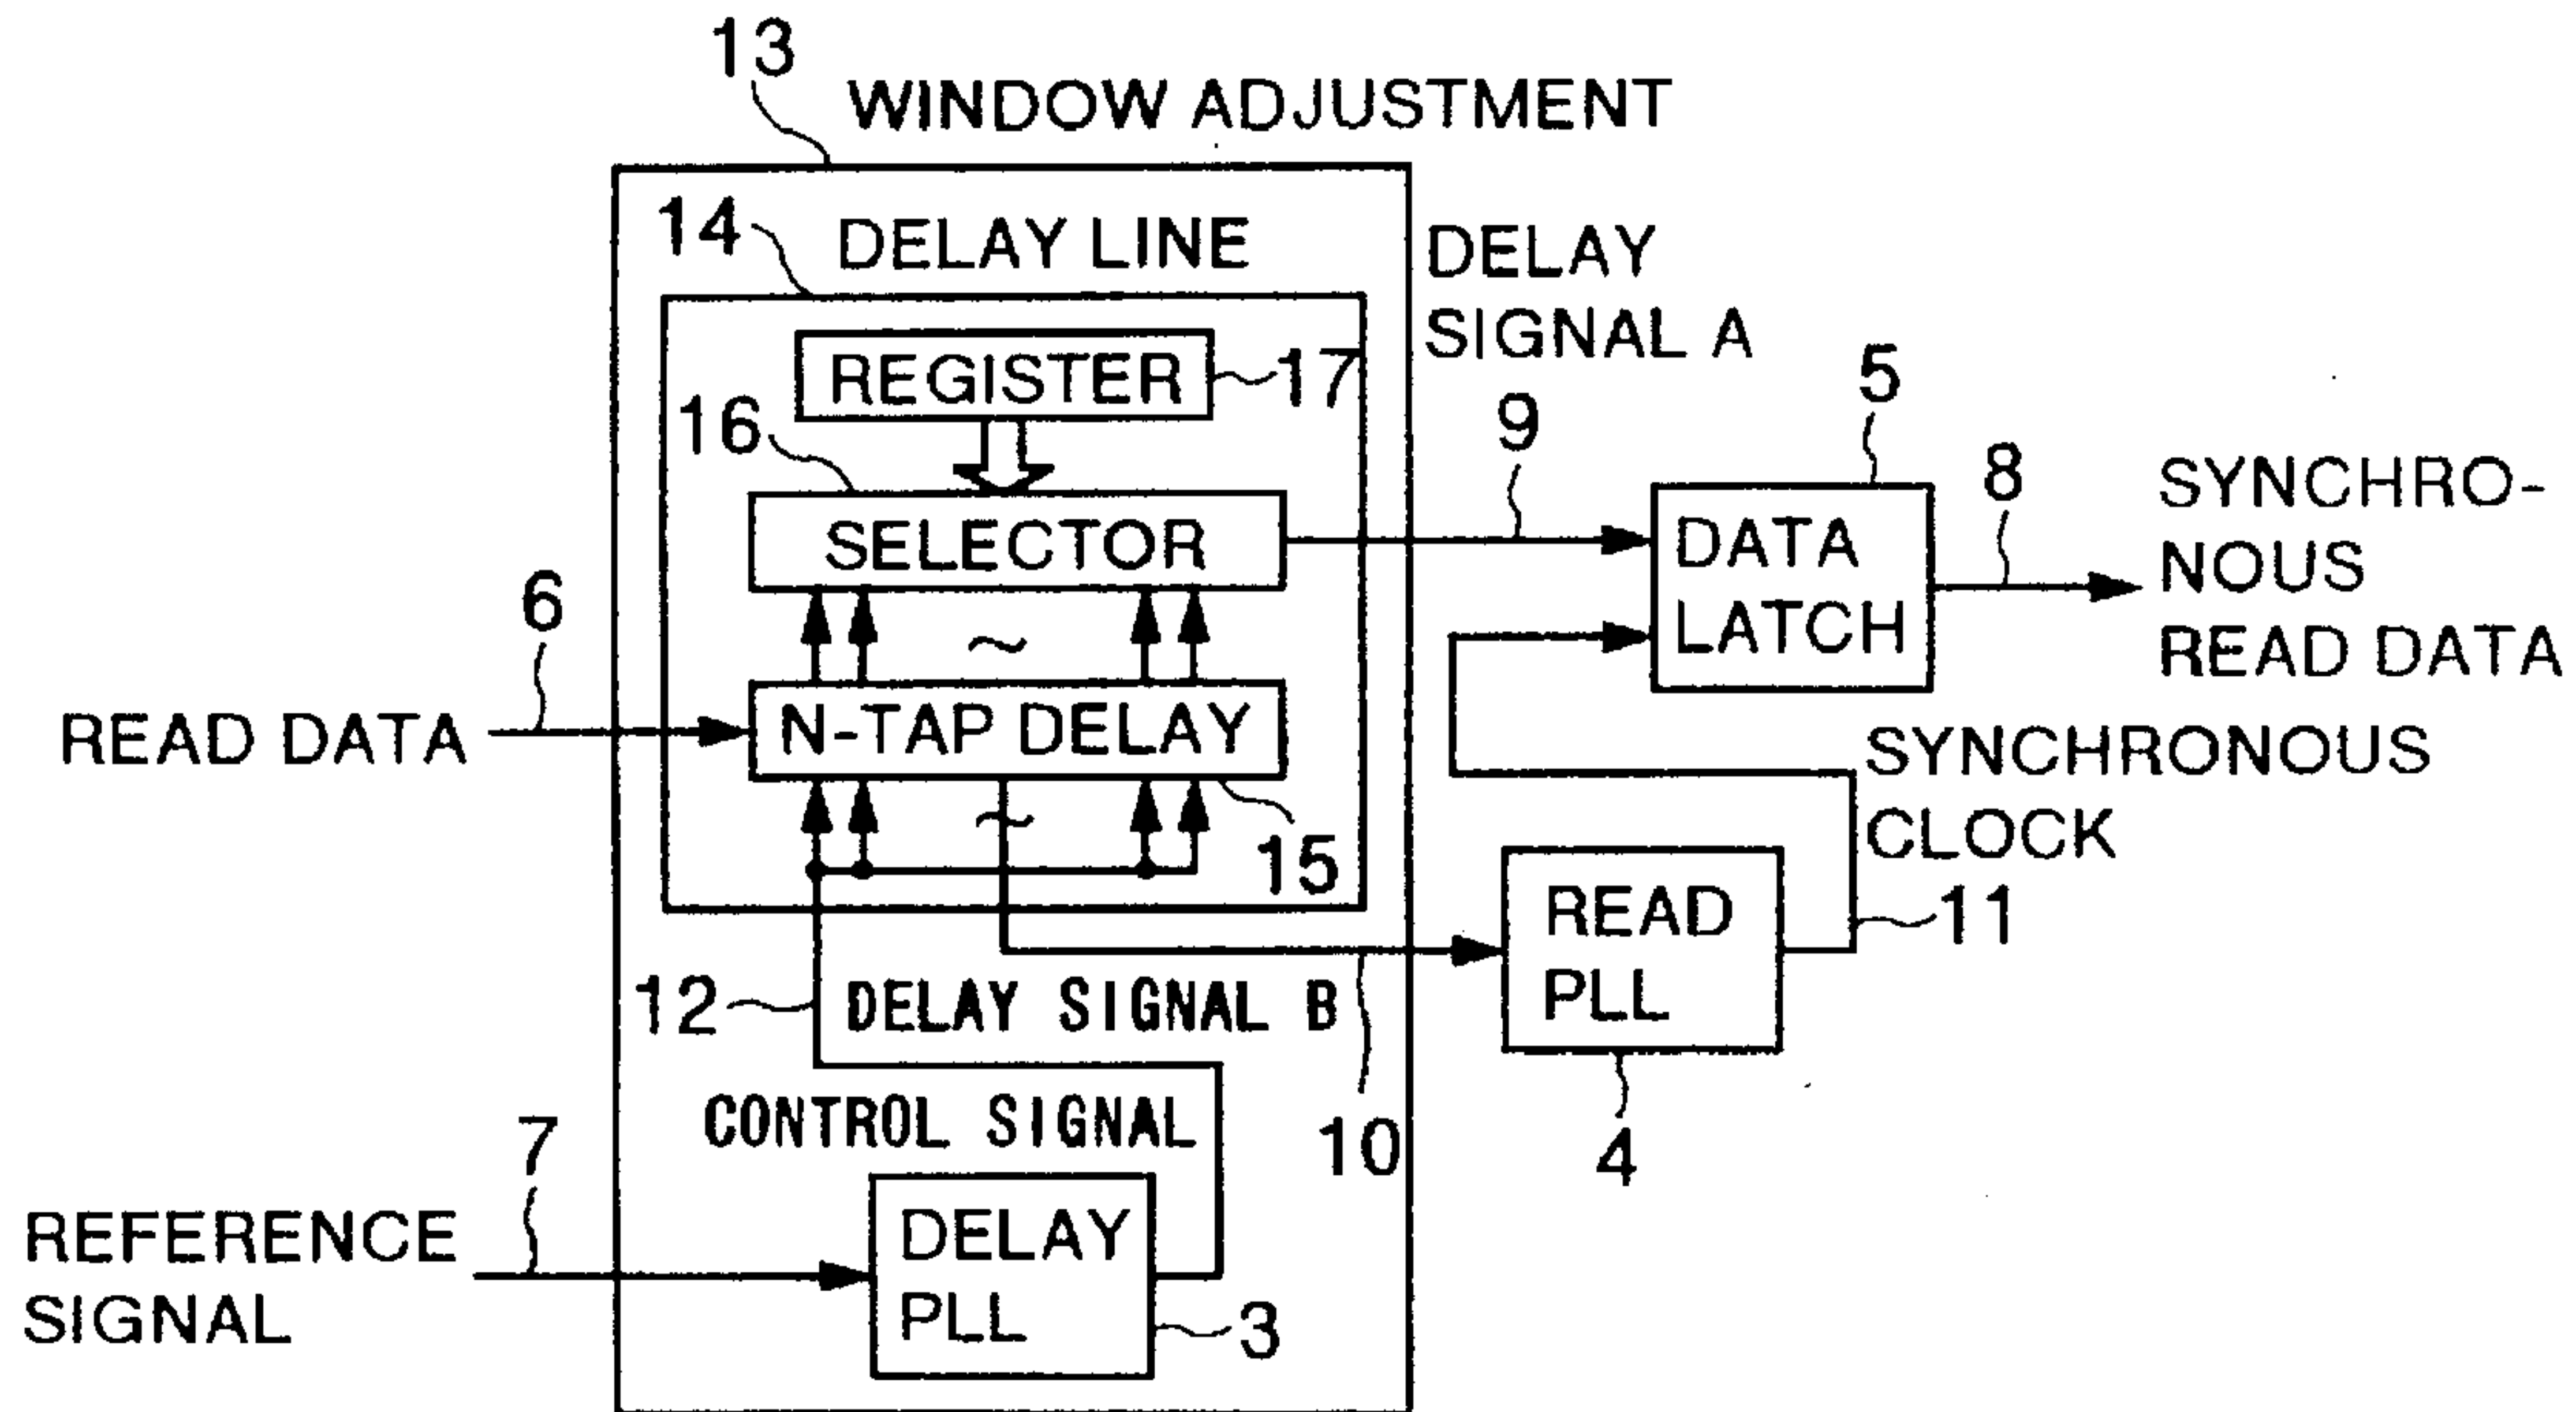 13
WINDOW ADJUSTMENT
14
DELAY LINE
DELAY
SIGNAL A
REGISTER
17
16
SELECTOR
9
5
DATA
LATCH
8
SYNCHRO-
NOUS
READ DATA
6
READ DATA
N-TAP DELAY
15
SYNCHRONOUS
CLOCK
11
READ
PLL
4
12
DELAY SIGNAL B
10
CONTROL SIGNAL
7
REFERENCE
SIGNAL
DELAY
PLL
3